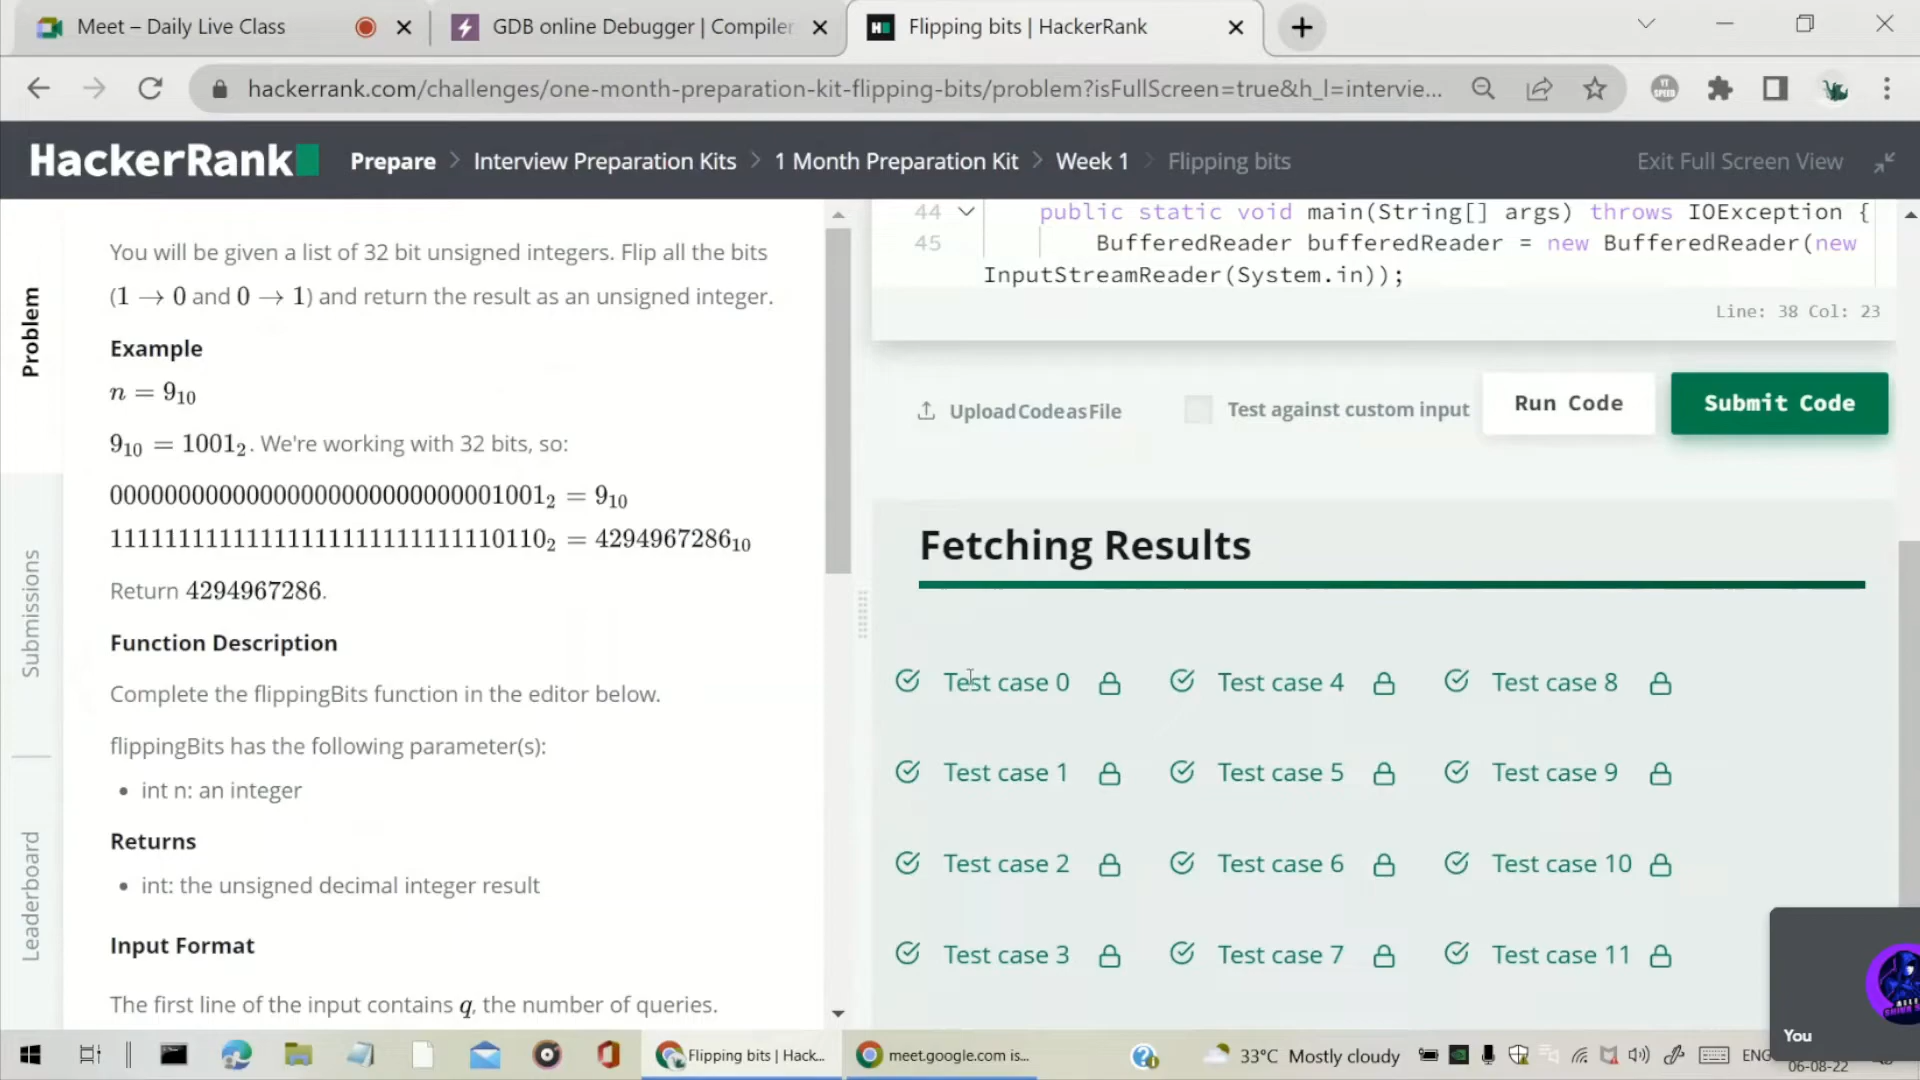 Meet – Daily Live Class
GDB online Debugger | Compiler
Flipping bits | HackerRank
hackerrank.com/challenges/one-month-preparation-kit-flipping-bits/problem?isFullScreen=true&h_l=intervie...
HackerRank
Prepare > Interview Preparation Kits > 1 Month Preparation Kit > Week 1 > Flipping bits
Exit Full Screen View
Problem
Submissions
Leaderboard
You will be given a list of 32 bit unsigned integers. Flip all the bits
(1 → 0 and 0 → 1) and return the result as an unsigned integer.
Example
n = 9₁₀
9₁₀ = 1001₂. We're working with 32 bits, so:
00000000000000000000000000001001₂ = 9₁₀
11111111111111111111111111110110₂ = 4294967286₁₀
Return 4294967286.
Function Description
Complete the flippingBits function in the editor below.
flippingBits has the following parameter(s):
• int n: an integer
Returns
• int: the unsigned decimal integer result
Input Format
The first line of the input contains q, the number of queries.
44 public static void main(String[] args) throws IOException {
45 BufferedReader bufferedReader = new BufferedReader(new
InputStreamReader(System.in));
Line: 38 Col: 23
Upload Code as File
Test against custom input
Run Code
Submit Code
Fetching Results
Test case 0
Test case 4
Test case 8
Test case 1
Test case 5
Test case 9
Test case 2
Test case 6
Test case 10
Test case 3
Test case 7
Test case 11
You
Flipping bits | Hack...
meet.google.com is...
33°C Mostly cloudy
ENG
06-08-22